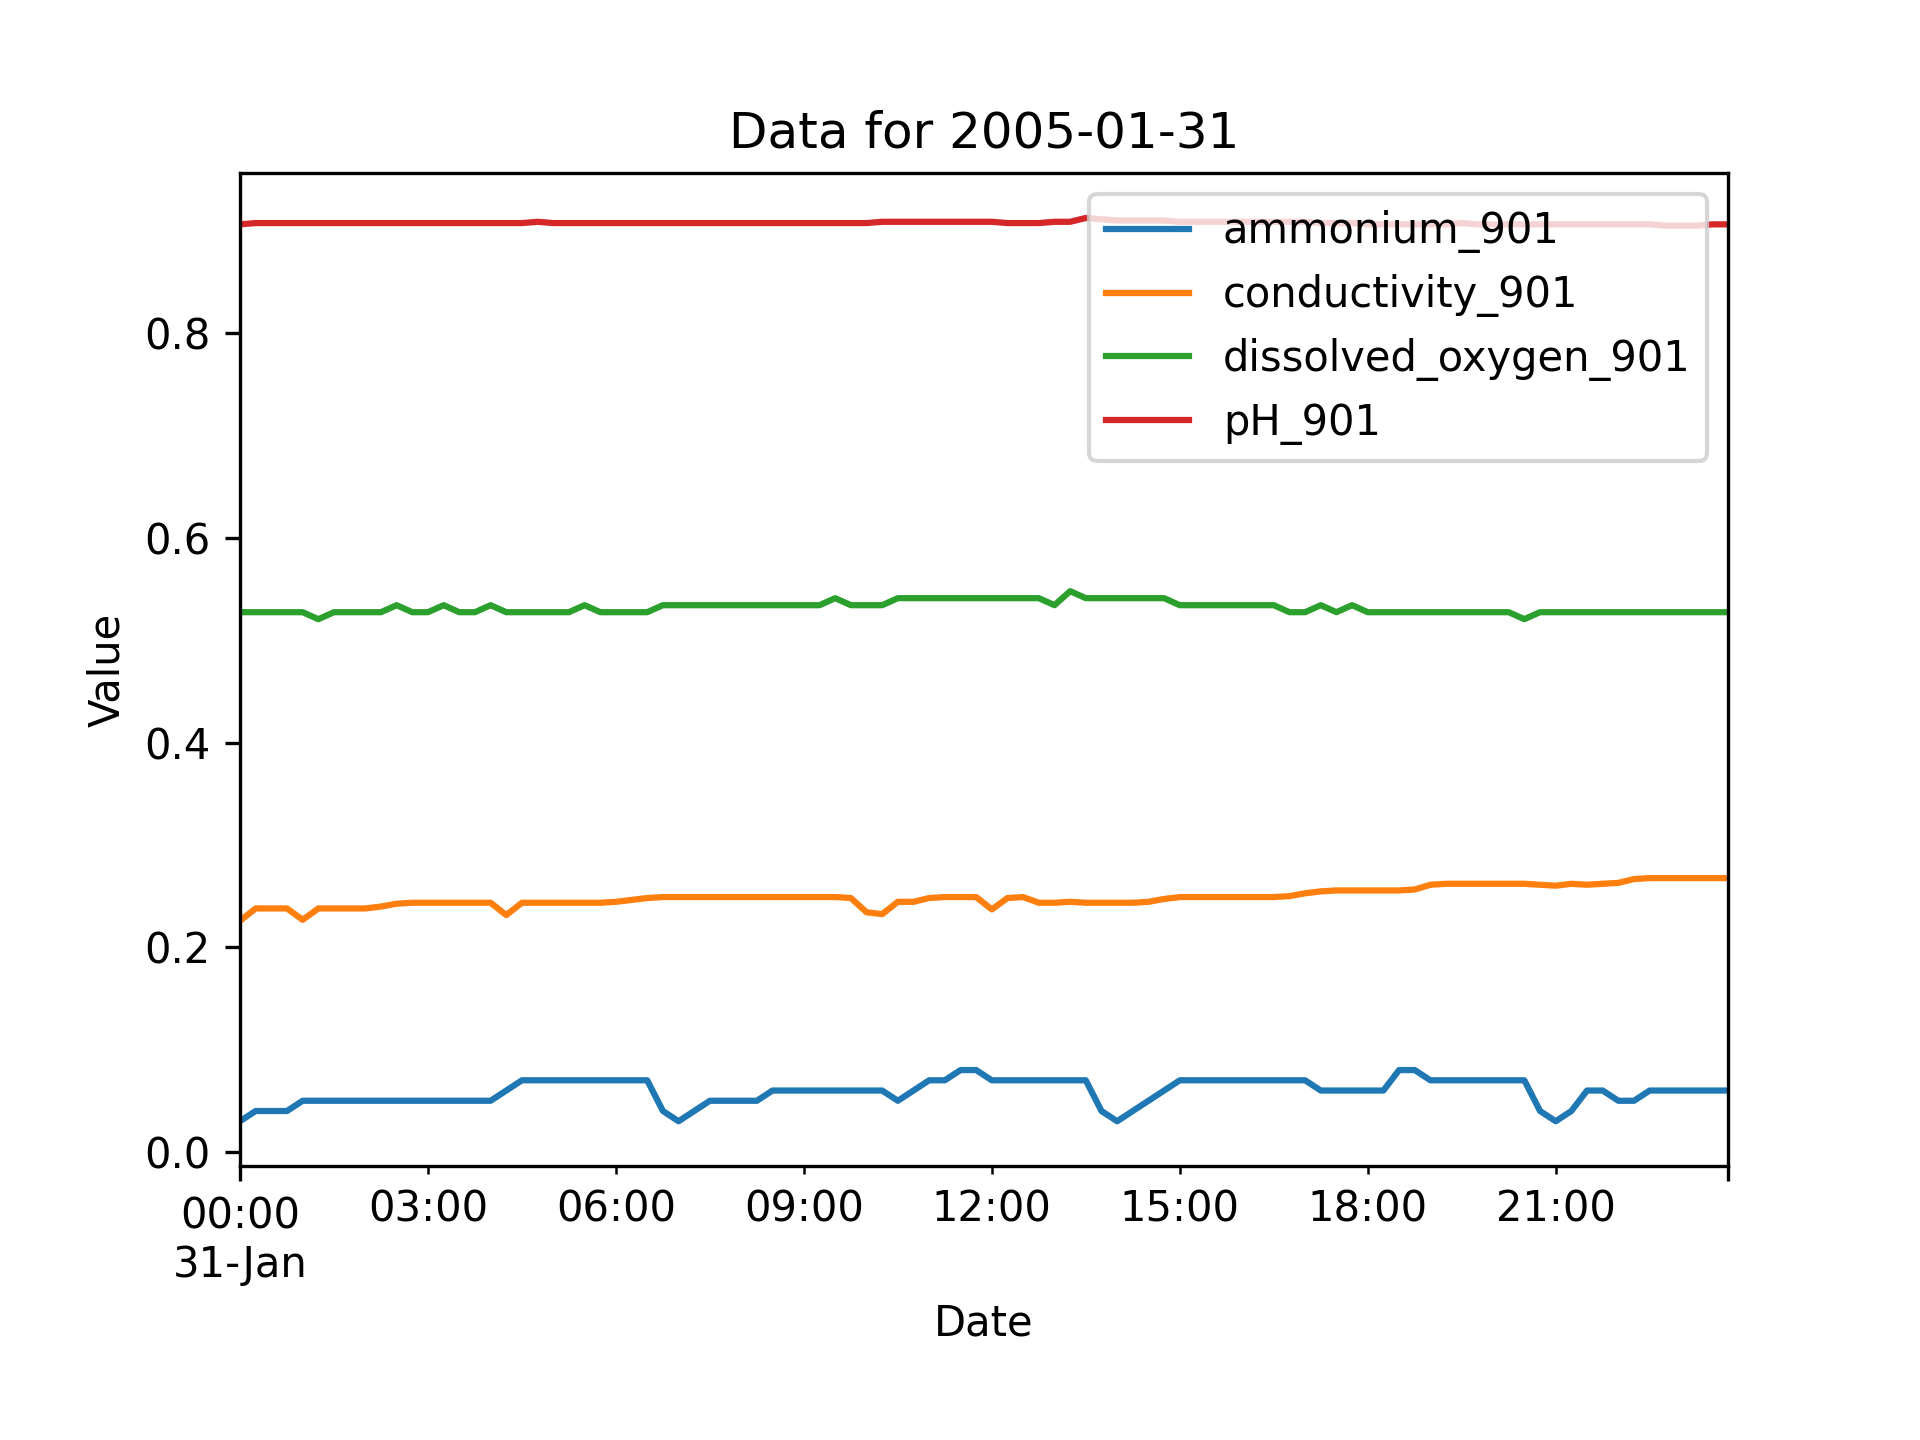 Data for 2005-01-31
ammonium_901
conductivity_901
dissolved_oxygen_901
pH_901
Value
0.8
0.6
0.4
0.2
0.0
00:00 03:00 06:00 09:00 12:00 15:00 18:00 21:00
31-Jan
Date